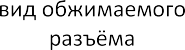 вид обжимаемого
разъёма